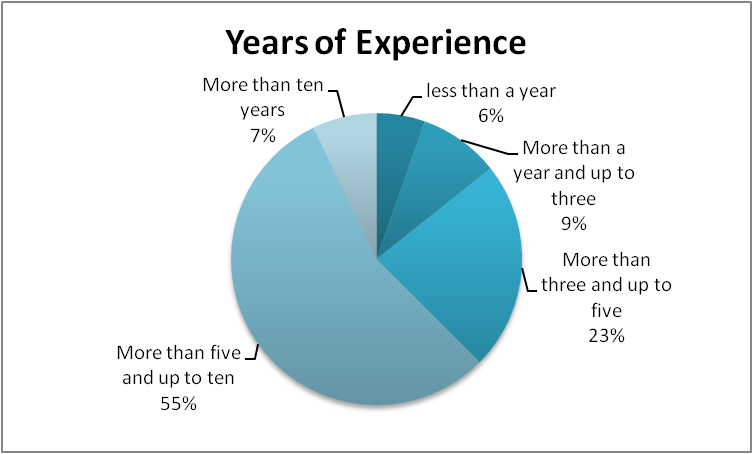 Years of Experience
less than a year
6%
More than a
year and up to
three
9%
More than
three and up to
five
23%
More than five
and up to ten
55%
More than ten
years
7%